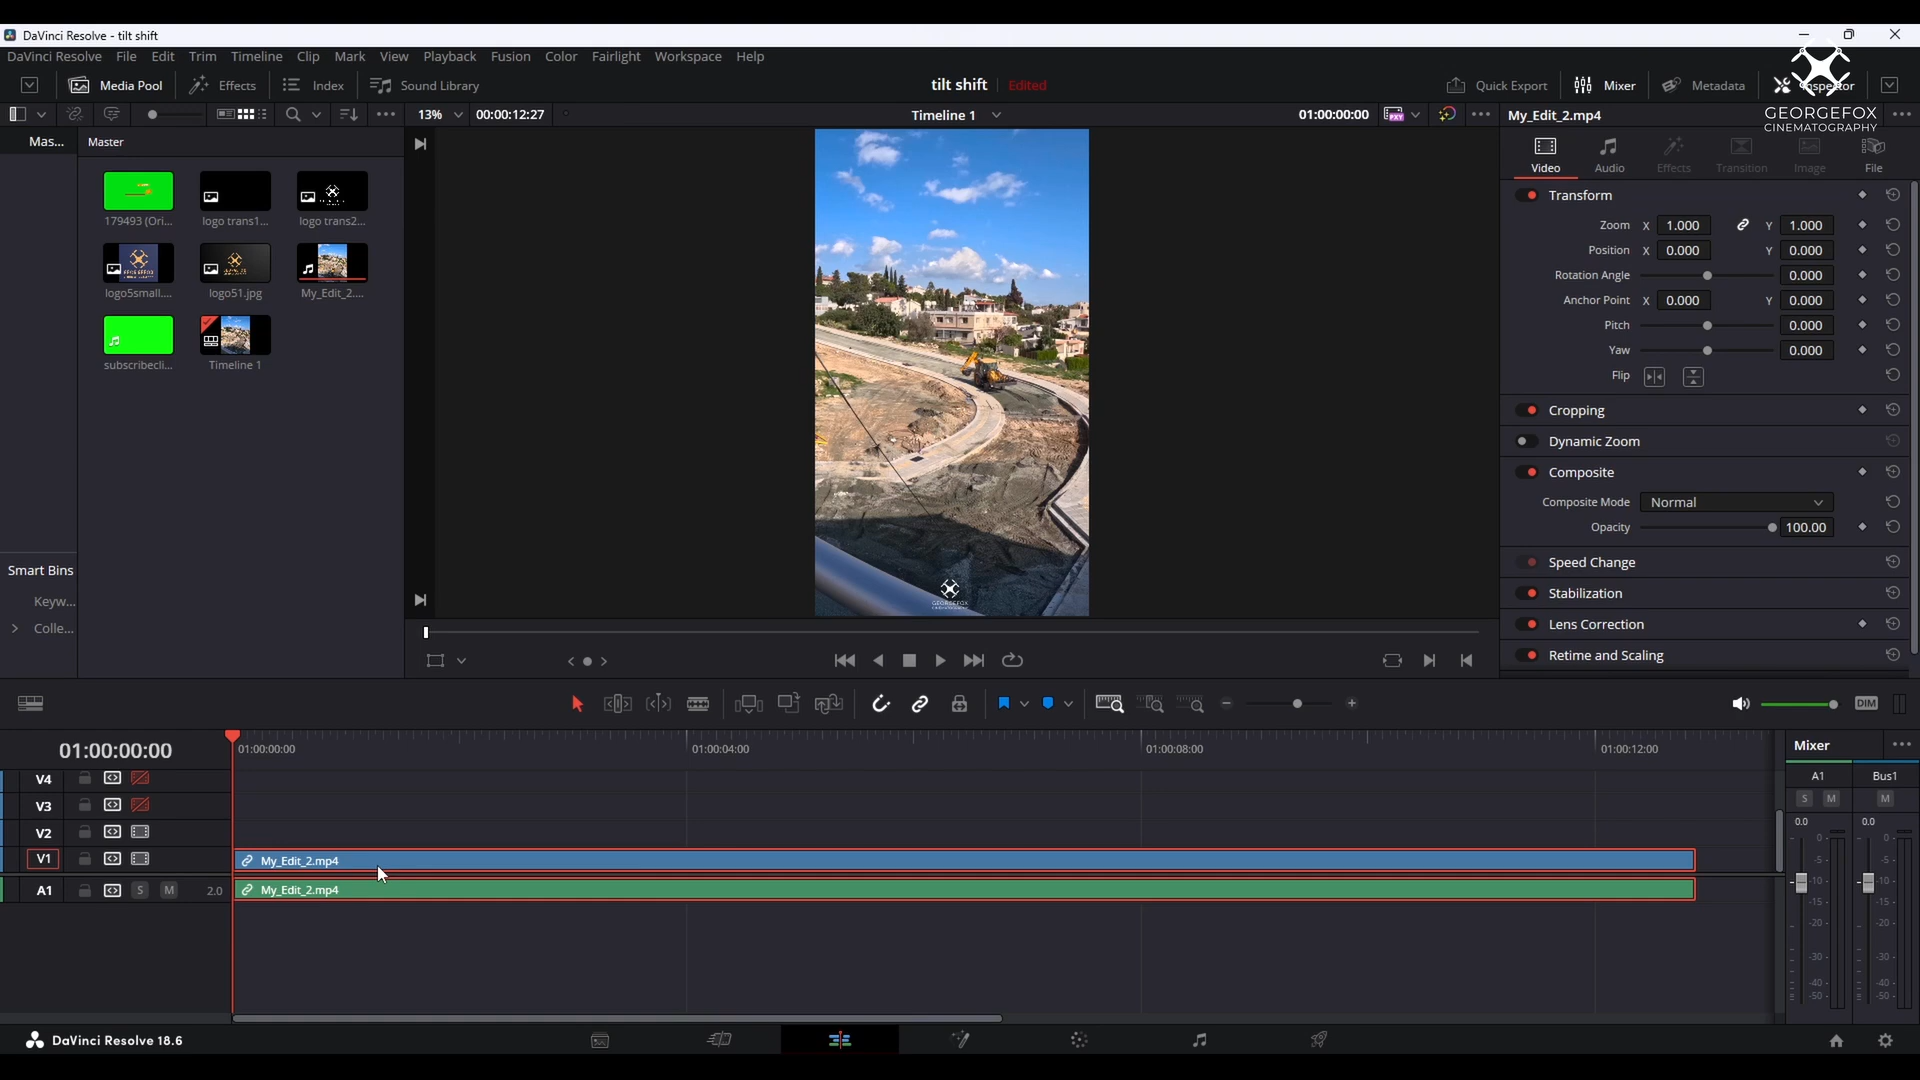 DaVinci Resolve - tilt shift
DaVinci Resolve File Edit Trim Timeline Clip Mark View Playback Fusion Color Fairlight Workspace Help
Media Pool Effects Index Sound Library tilt shift Edited Quick Export Mixer Metadata Inspector
GEORGEFOX
CINEMATOGRAPHY
13% 00:00:12:27 Timeline 1 01:00:00:00 PXY My_Edit_2.mp4
Mas... Master
Video Audio Effects Transition Image File
179493 (Ori... logo trans1... logo trans2...
logo5small.... logo51.jpg My_Edit_2....
subscribecli... Timeline 1
Smart Bins
Keyw...
Colle...
GEORGEFOX
Transform
Zoom X 1.000 Y 1.000
Position X 0.000 Y 0.000
Rotation Angle 0.000
Anchor Point X 0.000 Y 0.000
Pitch 0.000
Yaw 0.000
Flip
Cropping
Dynamic Zoom
Composite
Composite Mode Normal
Opacity 100.00
Speed Change
Stabilization
Lens Correction
Retime and Scaling
DIM
01:00:00:00 01:00:00:00 01:00:04:00 01:00:08:00 01:00:12:00
V4
V3
V2
V1 My_Edit_2.mp4
A1 S M 2.0 My_Edit_2.mp4
Mixer
A1 Bus1
S M M
0.0 0.0
0 0
-5 -5
-10 -10
-15 -15
-20 -20
-30 -30
-40 -40
-50 -50
DaVinci Resolve 18.6